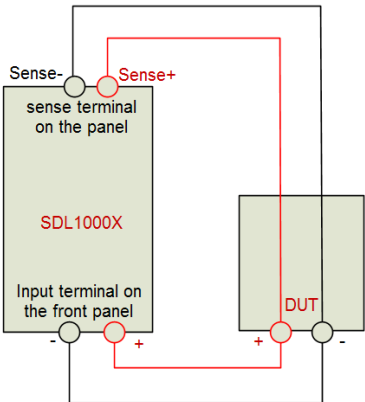 Sense-
Sense+
sense terminal
on the panel
SDL1000X
Input terminal on
the front panel
DUT
-
+
+
-